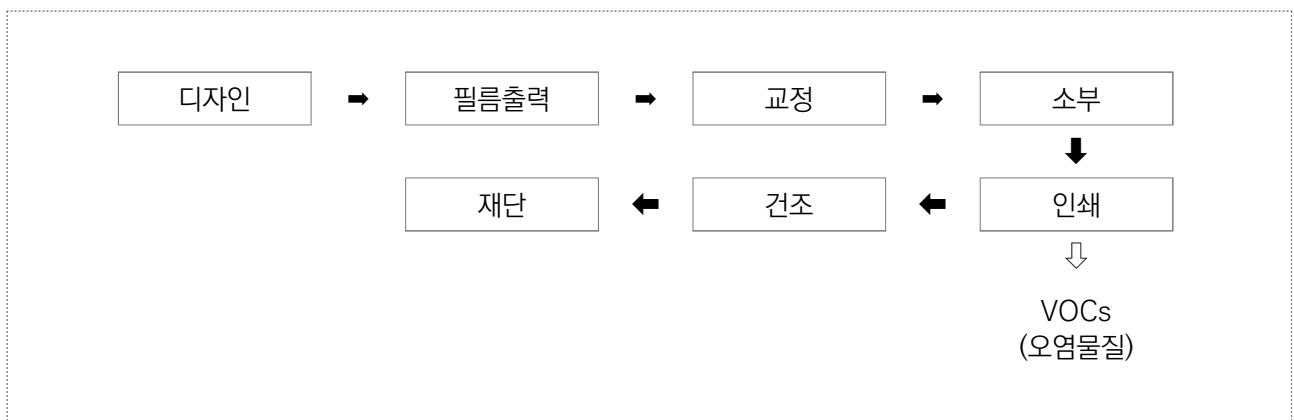 디자인 ➡ 필름출력 ➡ 교정 ➡ 소부
⬇
재단 ⬅ 건조 ⬅ 인쇄
⇩
VOCs
(오염물질)